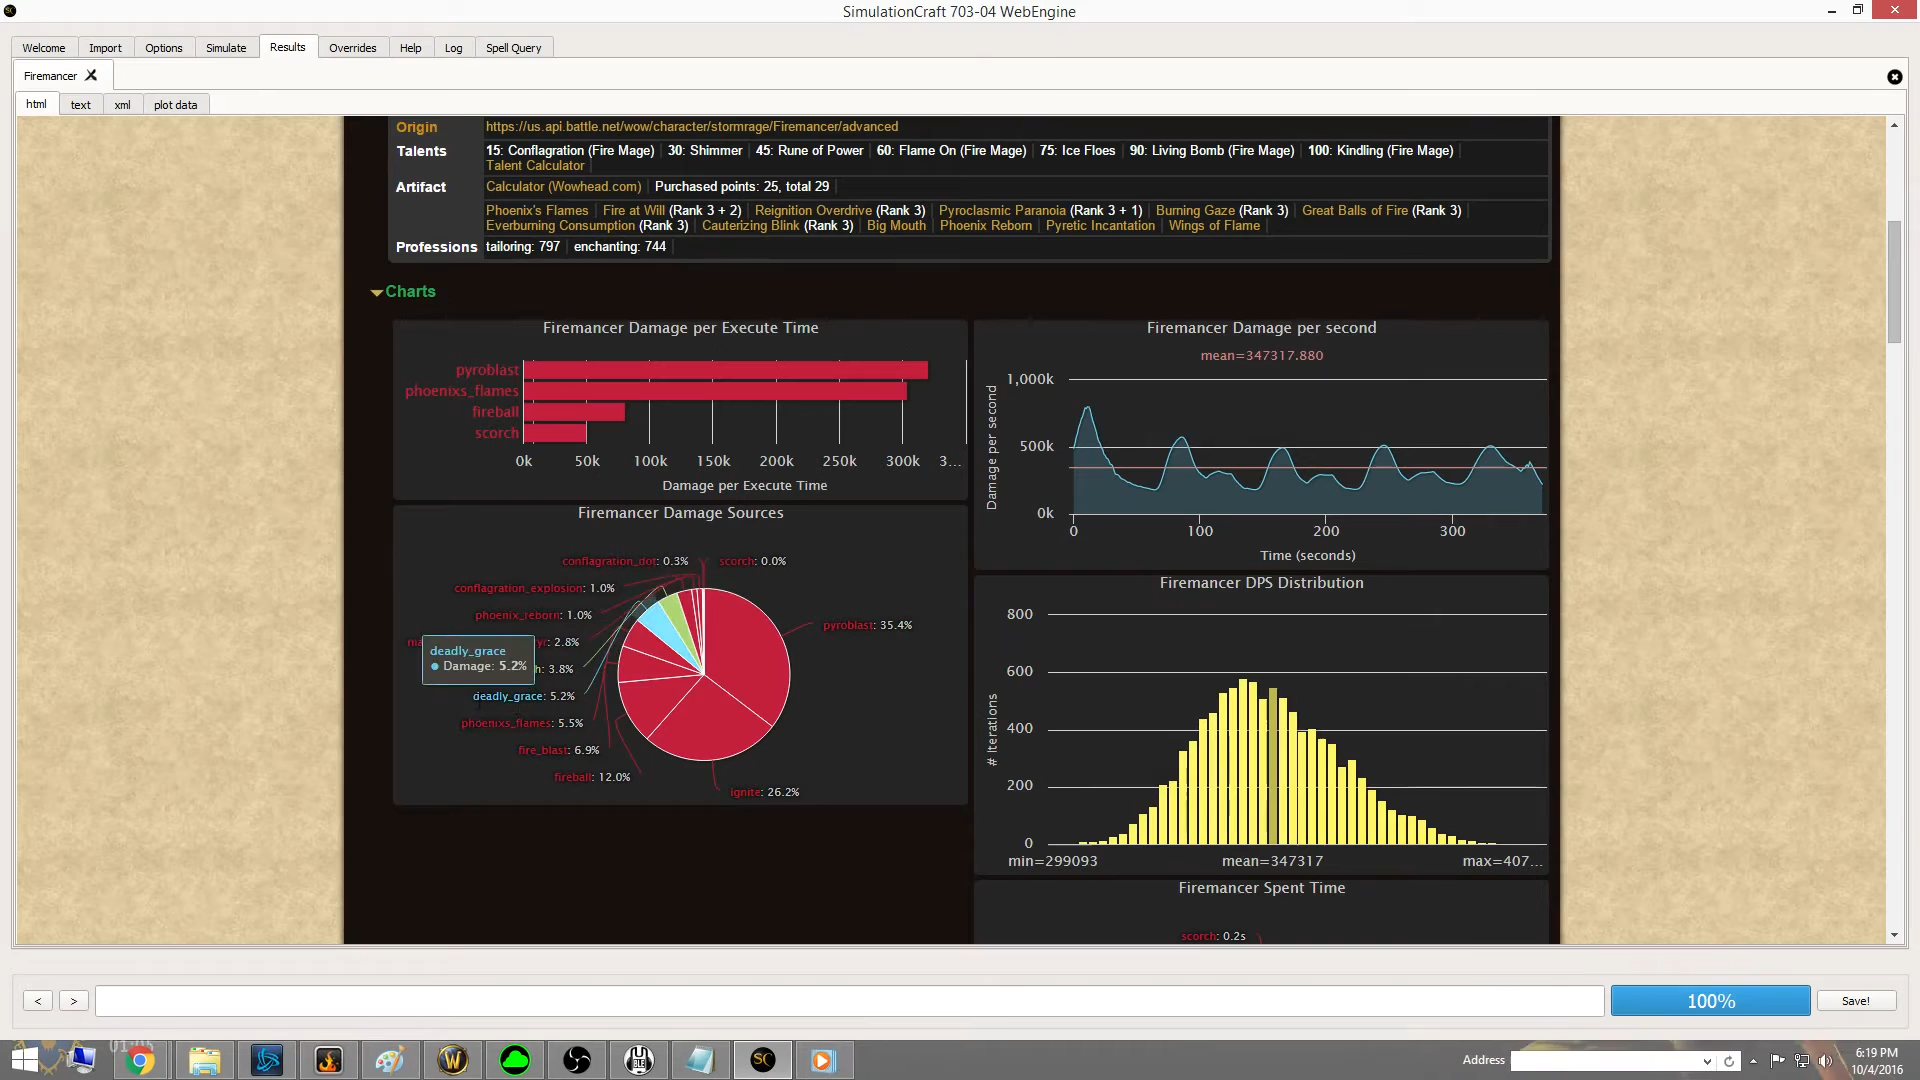 SimulationCraft 703-04 WebEngine
Welcome Import Options Simulate Results Overrides Help Log Spell Query
Firemancer
html text xml plot data
Origin https://us.api.battle.net/wow/character/stormrage/Firemancer/advanced
Talents 15: Conflagration (Fire Mage) 30: Shimmer 45: Rune of Power 60: Flame On (Fire Mage) 75: Ice Floes 90: Living Bomb (Fire Mage) 100: Kindling (Fire Mage)
Talent Calculator
Artifact Calculator (Wowhead.com) Purchased points: 25, total 29
Phoenix's Flames Fire at Will (Rank 3 + 2) Reignition Overdrive (Rank 3) Pyroclasmic Paranoia (Rank 3 + 1) Burning Gaze (Rank 3) Great Balls of Fire (Rank 3)
Everburning Consumption (Rank 3) Cauterizing Blink (Rank 3) Big Mouth Phoenix Reborn Pyretic Incantation Wings of Flame
Professions tailoring: 797 enchanting: 744
Charts
Firemancer Damage per Execute Time
pyroblast
phoenixs_flames
fireball
scorch
0k 50k 100k 150k 200k 250k 300k 3...
Damage per Execute Time
Firemancer Damage per second
mean=347317.880
1,000k
500k
0k
Damage per second
0 100 200 300
Time (seconds)
Firemancer Damage Sources
conflagration_dot: 0.3% scorch: 0.0%
conflagration_explosion: 1.0%
phoenix_reborn: 1.0%
pyroblast: 35.4%
ma yr: 2.8%
deadly_grace
Damage: 5.2%
h: 3.8%
deadly_grace: 5.2%
phoenixs_flames: 5.5%
fire_blast: 6.9%
fireball: 12.0%
ignite: 26.2%
Firemancer DPS Distribution
800
600
400
200
0
# Iterations
min=299093 mean=347317 max=407...
Firemancer Spent Time
scorch: 0.2s
< > 100% Save!
Address
6:19 PM
10/4/2016